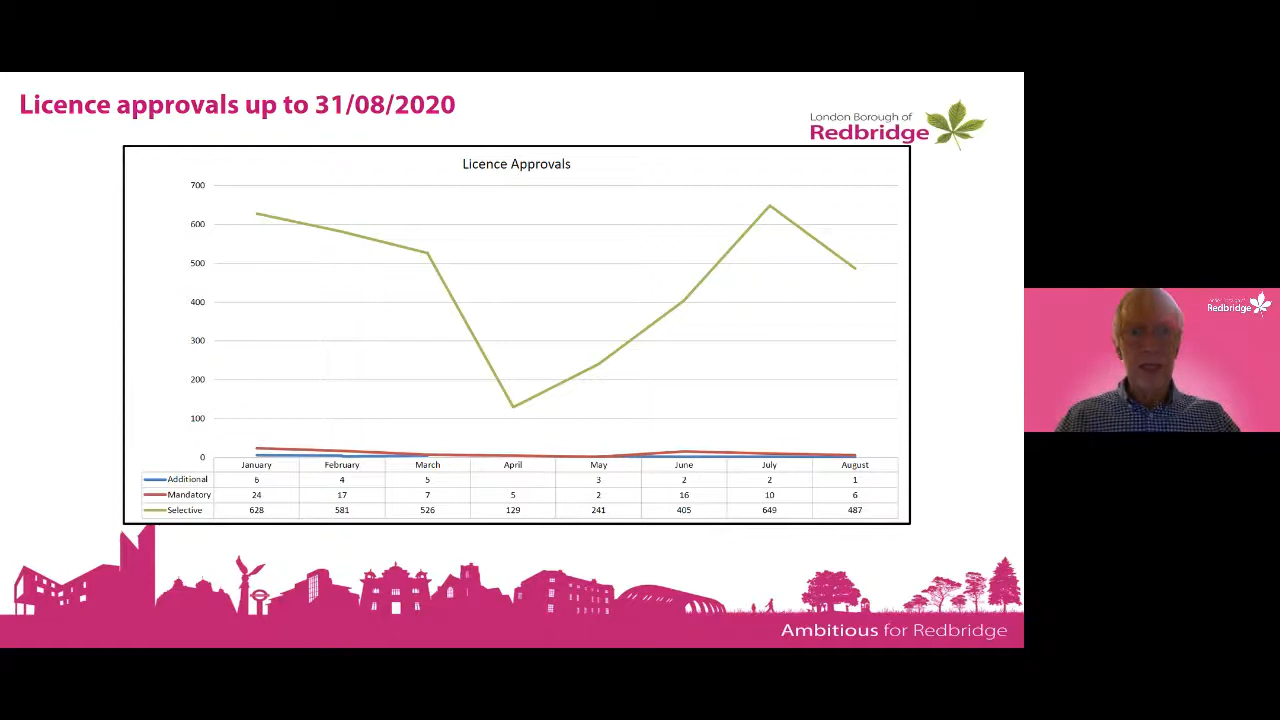 Licence approvals up to 31/08/2020
London Borough of
Redbridge
Licence Approvals
700
600
500
400
300
200
100
0
January February March April May June July August
Additional 6 4 5 3 2 2 1
Mandatory 24 17 7 5 2 16 10 6
Selective 628 581 526 129 241 405 649 487
Ambitious for Redbridge
Redbridge